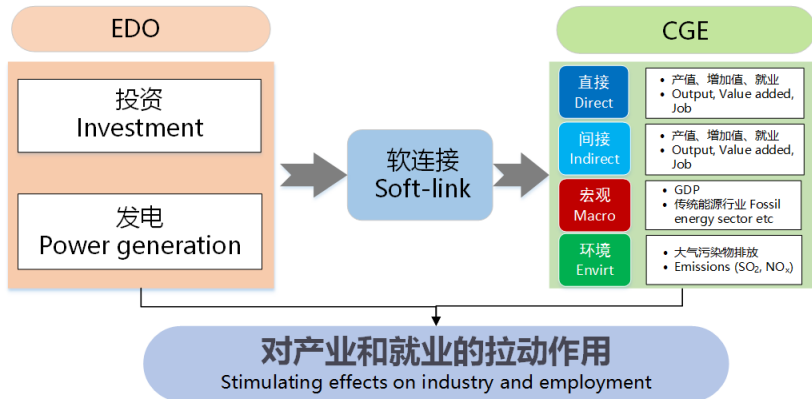 EDO
CGE
投资
Investment
发电
Power generation
软连接
Soft-link
直接
Direct
• 产值、增加值、就业
• Output, Value added,
Job
间接
Indirect
• 产值、增加值、就业
• Output, Value added,
Job
宏观
Macro
• GDP
• 传统能源行业 Fossil
energy sector etc
环境
Envirt
• 大气污染物排放
• Emissions (SO₂, NOₓ)
对产业和就业的拉动作用
Stimulating effects on industry and employment